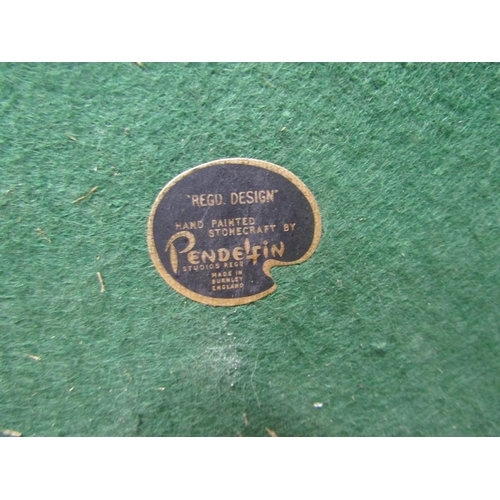 "REGD. DESIGN"
HAND PAINTED
STONECRAFT BY
PENDELFIN
STUDIOS REGD
MADE IN
BURNLEY
ENGLAND